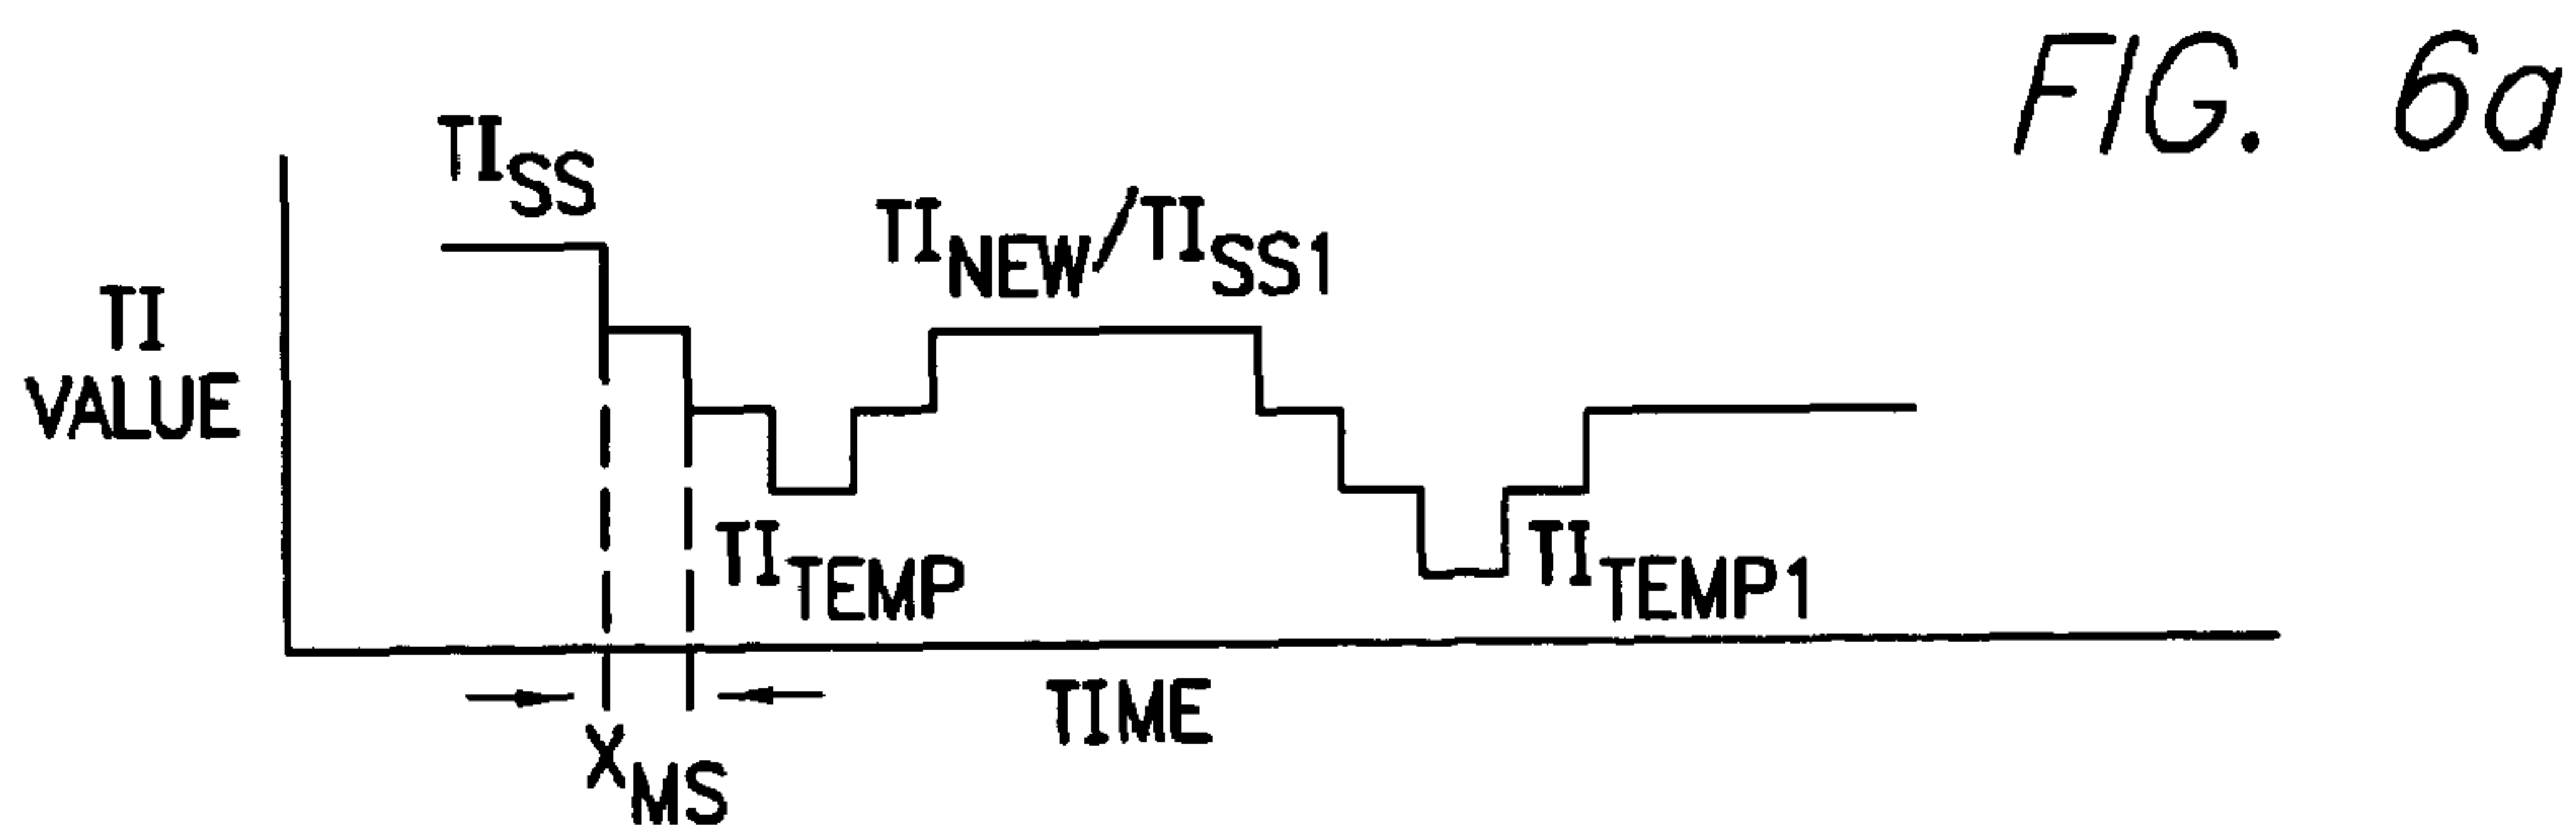 FIG. 6a
TI_SS
TI_NEW/TI_SS1
TI
VALUE
TI_TEMP
TI_TEMP1
TIME
X_MS